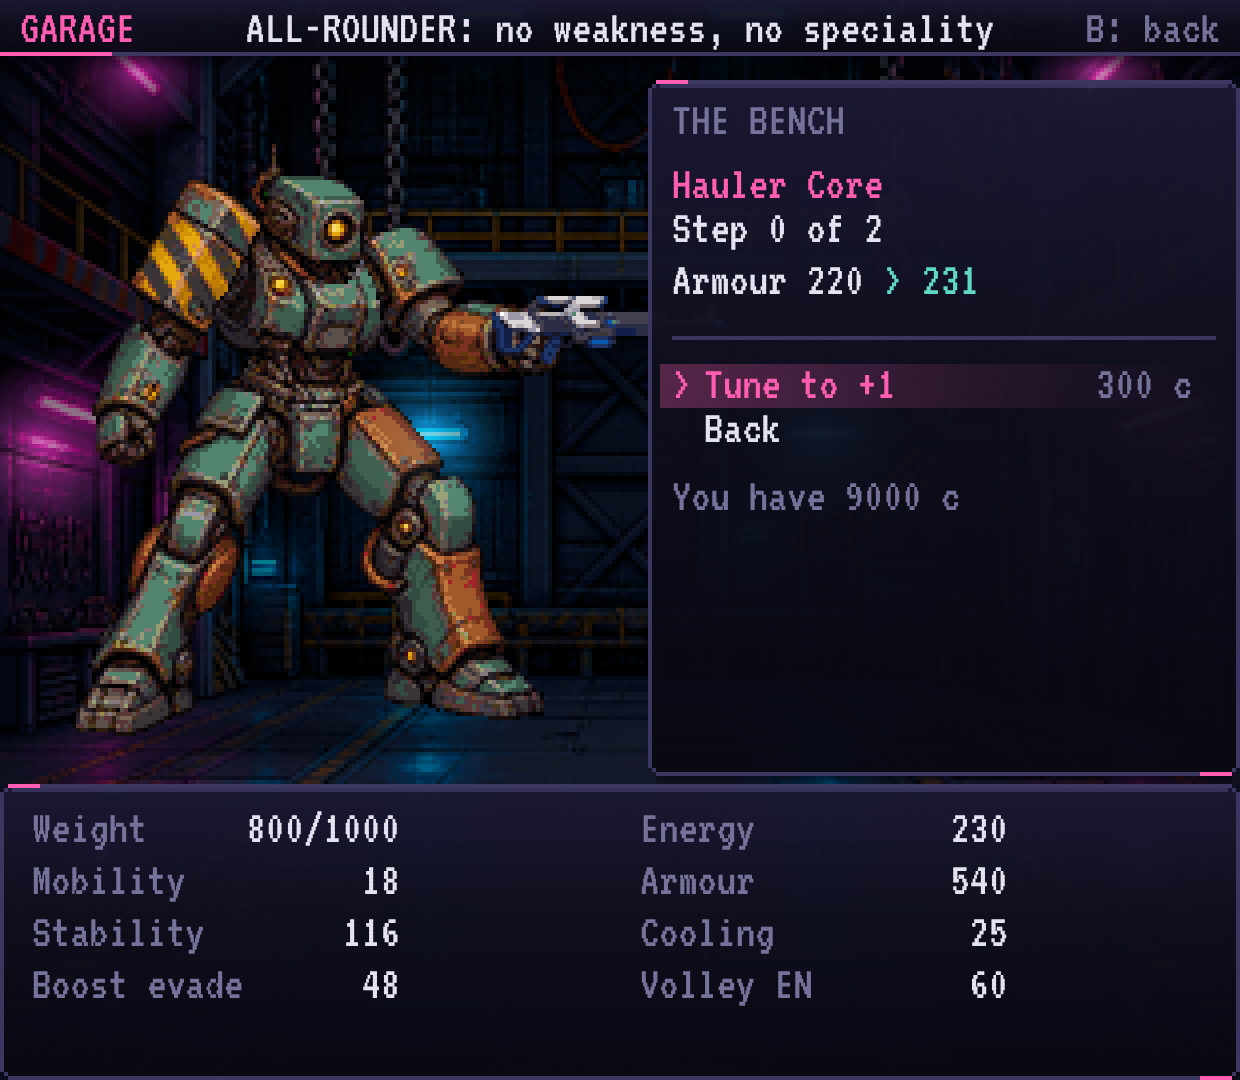 GARAGE ALL-ROUNDER: no weakness, no speciality B: back
THE BENCH
Hauler Core
Step 0 of 2
Armour 220 > 231
> Tune to +1 300 c
Back
You have 9000 c
Weight 800/1000 Energy 230
Mobility 18 Armour 540
Stability 116 Cooling 25
Boost evade 48 Volley EN 60